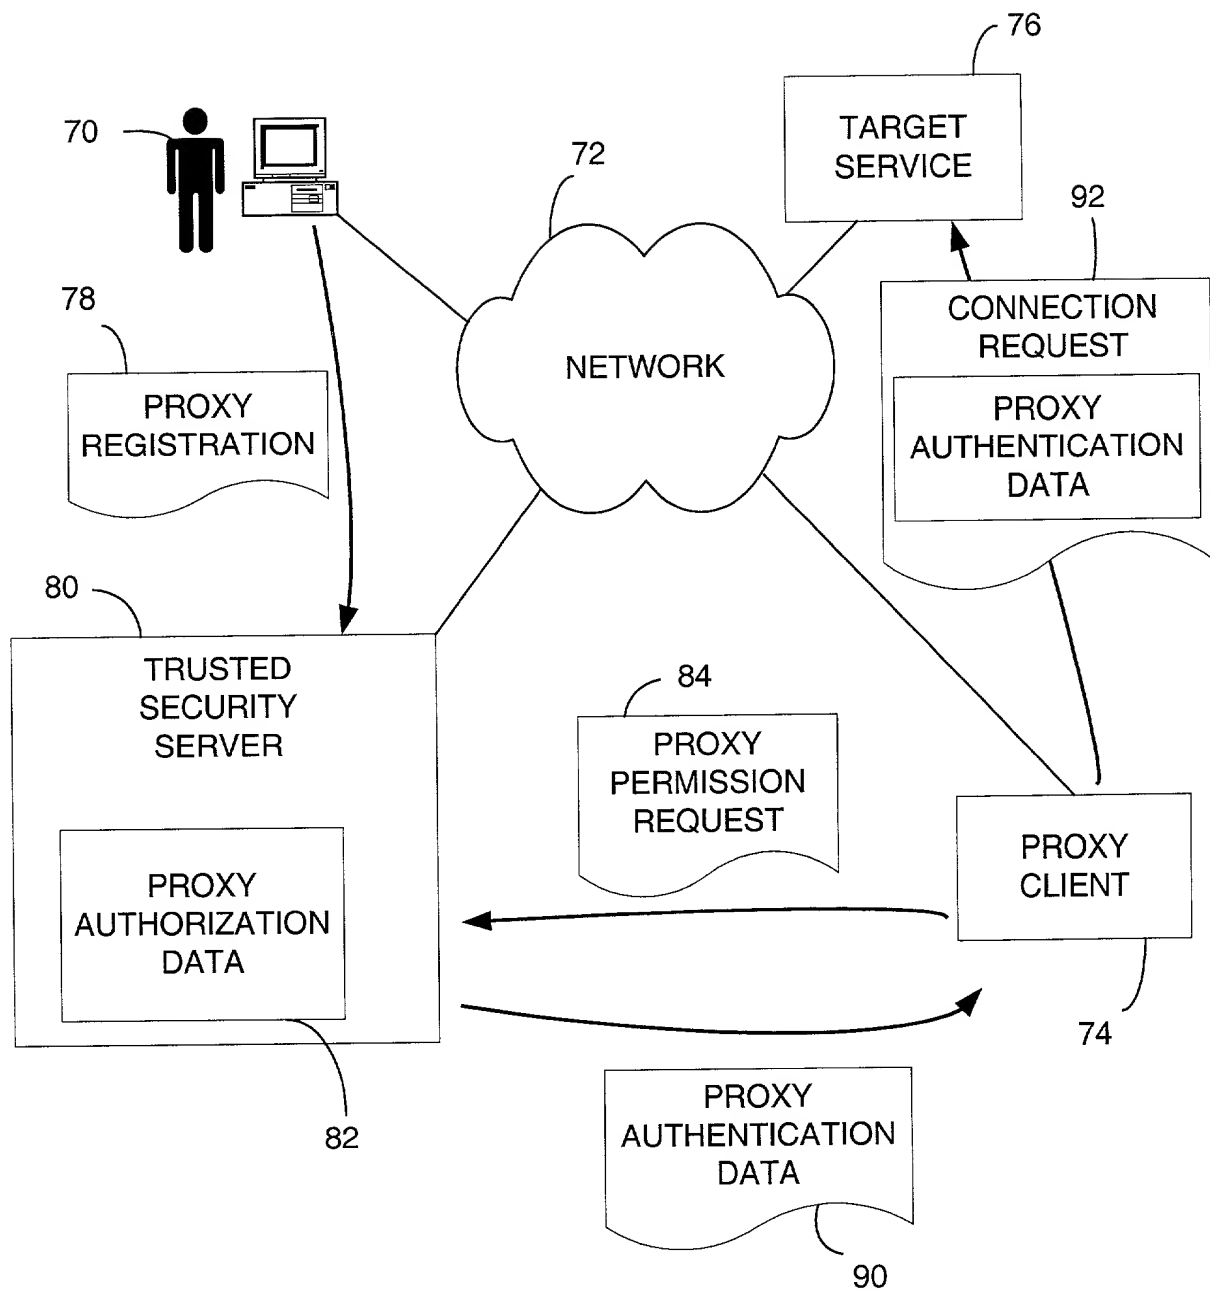 76
70
TARGET
SERVICE
72
92
78
CONNECTION
REQUEST
NETWORK
PROXY
REGISTRATION
PROXY
AUTHENTICATION
DATA
80
TRUSTED
SECURITY
SERVER
84
PROXY
PERMISSION
REQUEST
PROXY
CLIENT
PROXY
AUTHORIZATION
DATA
74
82
PROXY
AUTHENTICATION
DATA
90